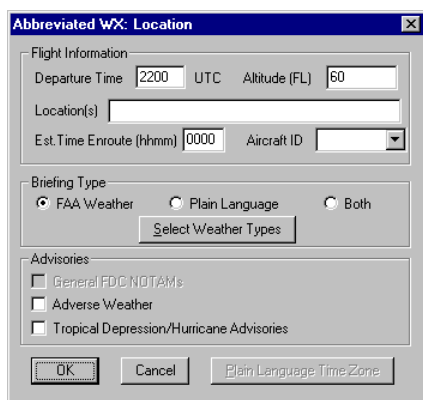 Abbreviated WX: Location
Flight Information
Departure Time 2200 UTC Altitude (FL) 60
Location(s)
Est.Time Enroute (hhmm) 0000 Aircraft ID
Briefing Type
FAA Weather Plain Language Both
Select Weather Types
Advisories
General FDC NOTAMs
Adverse Weather
Tropical Depression/Hurricane Advisories
OK Cancel Plain Language Time Zone